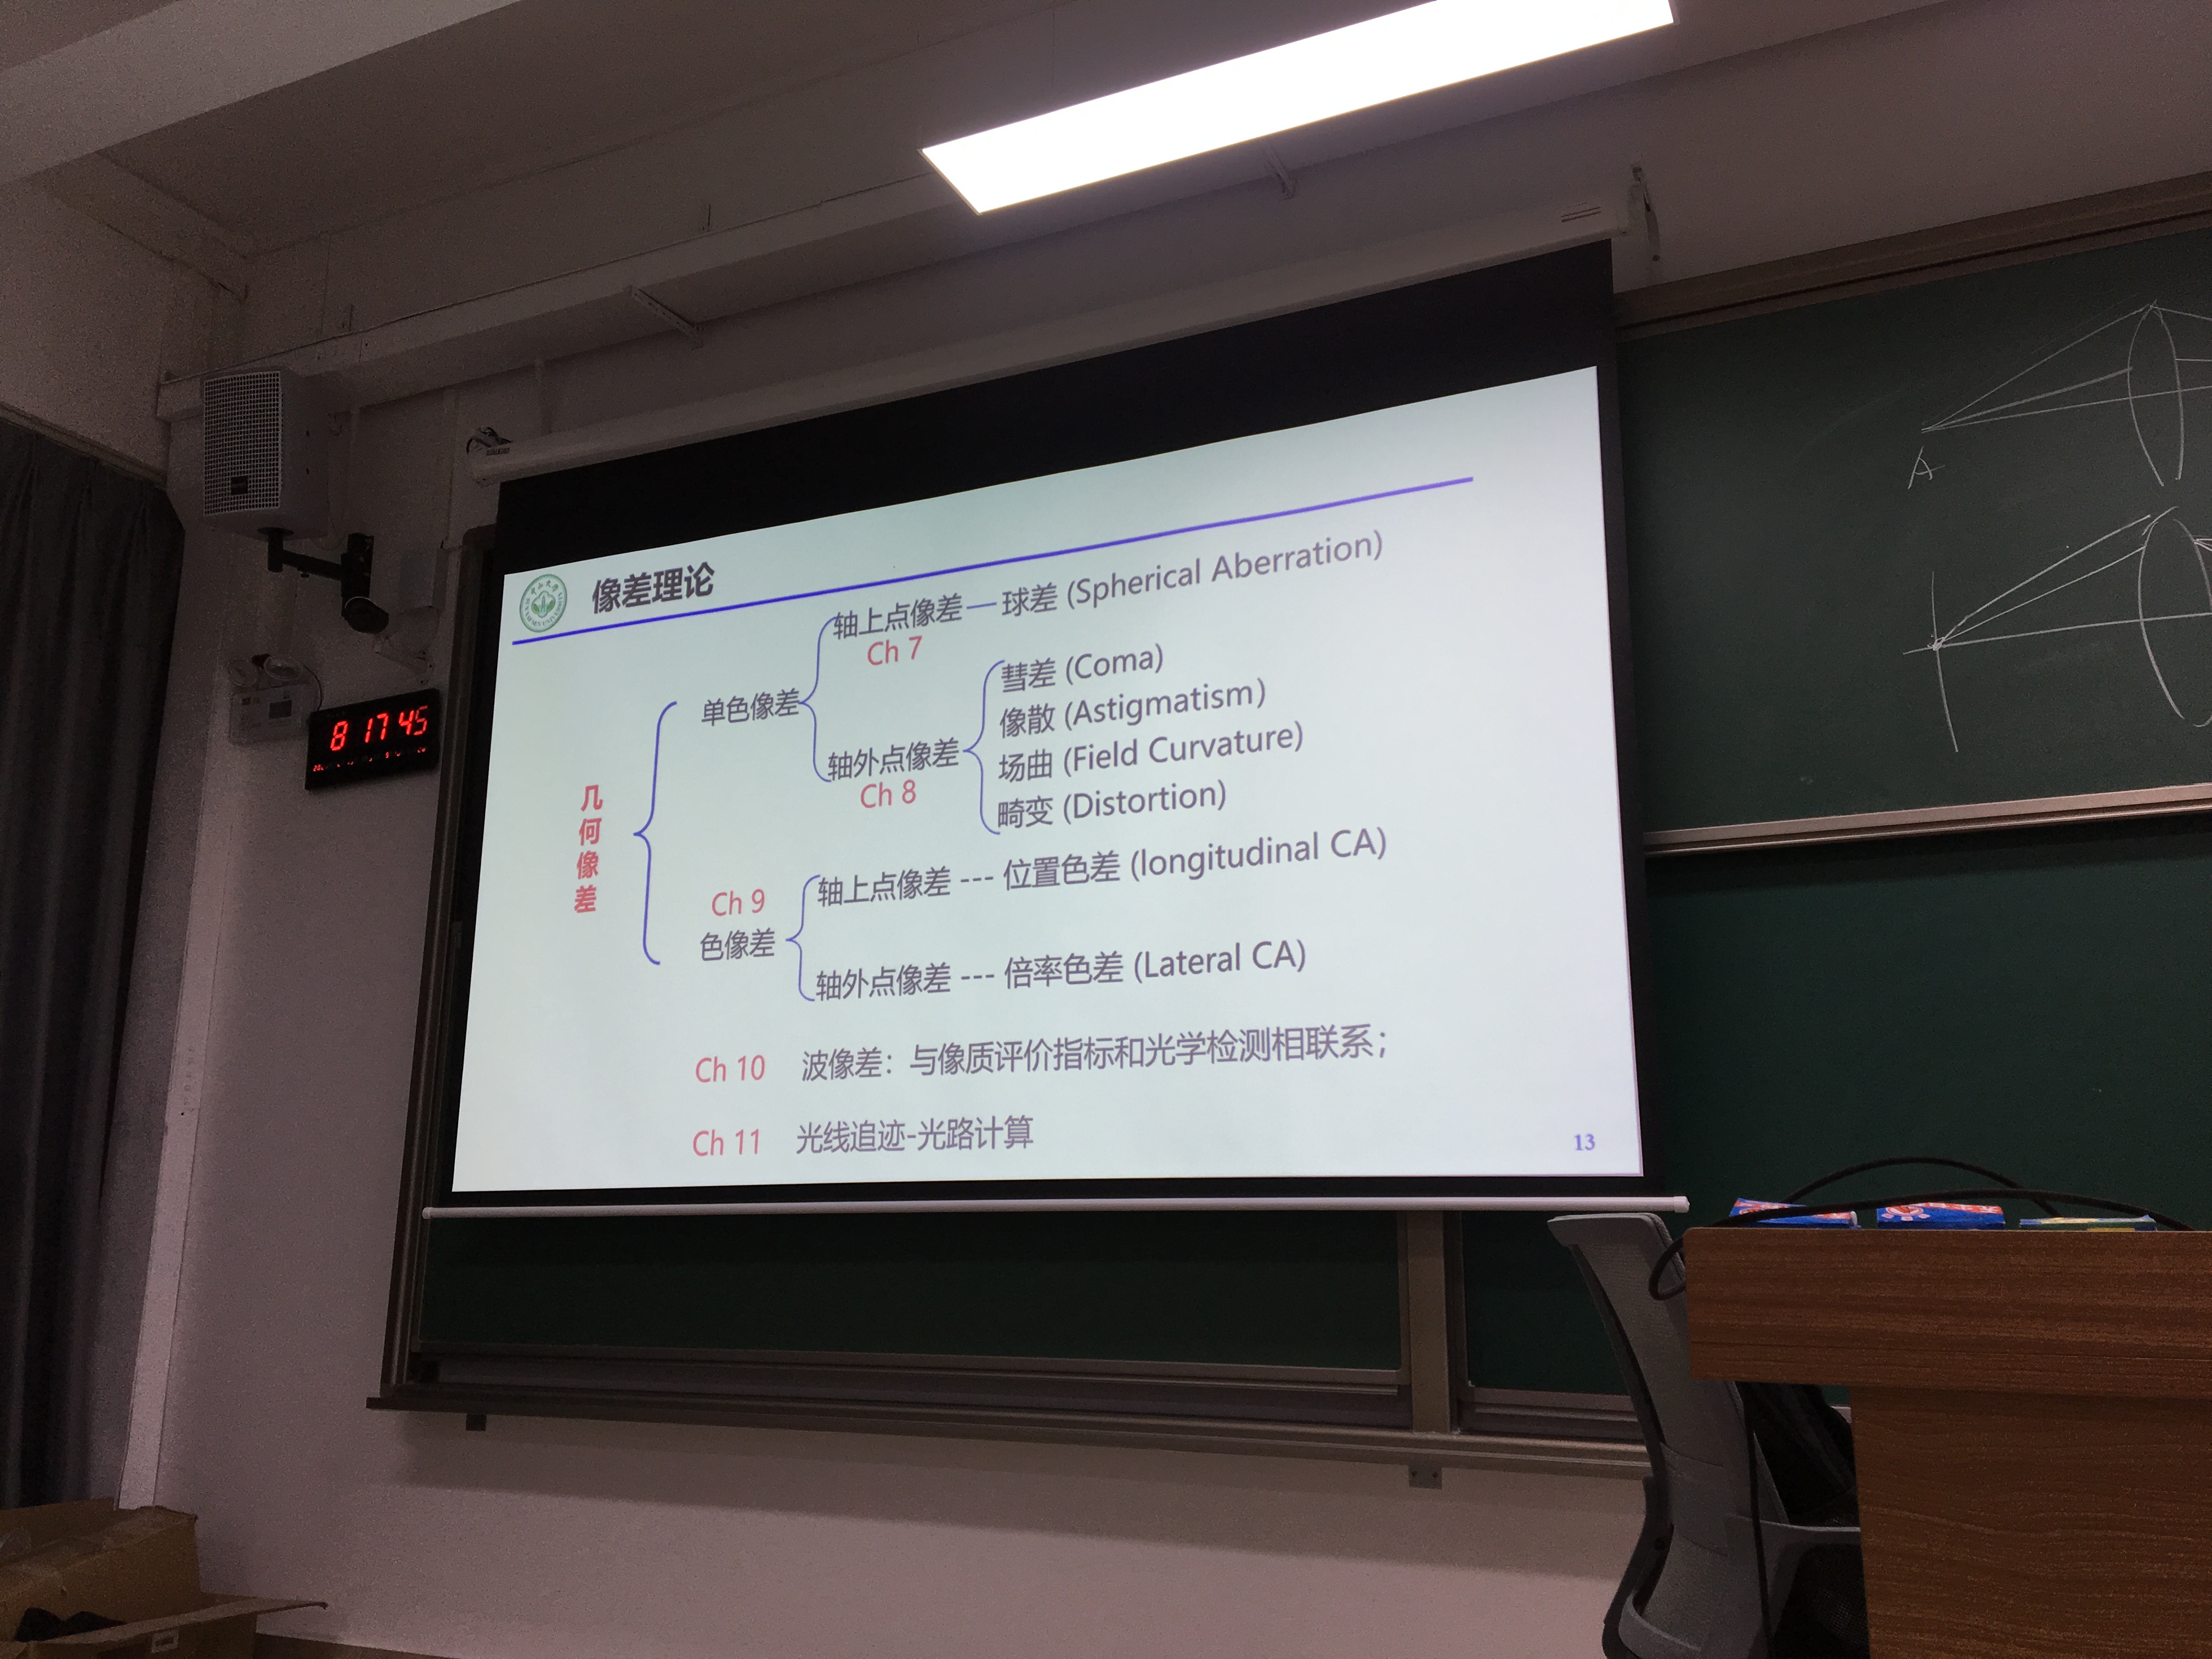 像差理论
轴上点像差—球差 (Spherical Aberration)
Ch 7
单色像差
彗差 (Coma)
像散 (Astigmatism)
轴外点像差
场曲 (Field Curvature)
Ch 8
畸变 (Distortion)
几何像差
Ch 9
轴上点像差 --- 位置色差 (longitudinal CA)
色像差
轴外点像差 --- 倍率色差 (Lateral CA)
Ch 10 波像差：与像质评价指标和光学检测相联系；
Ch 11 光线追迹-光路计算
13
8 17 45
A